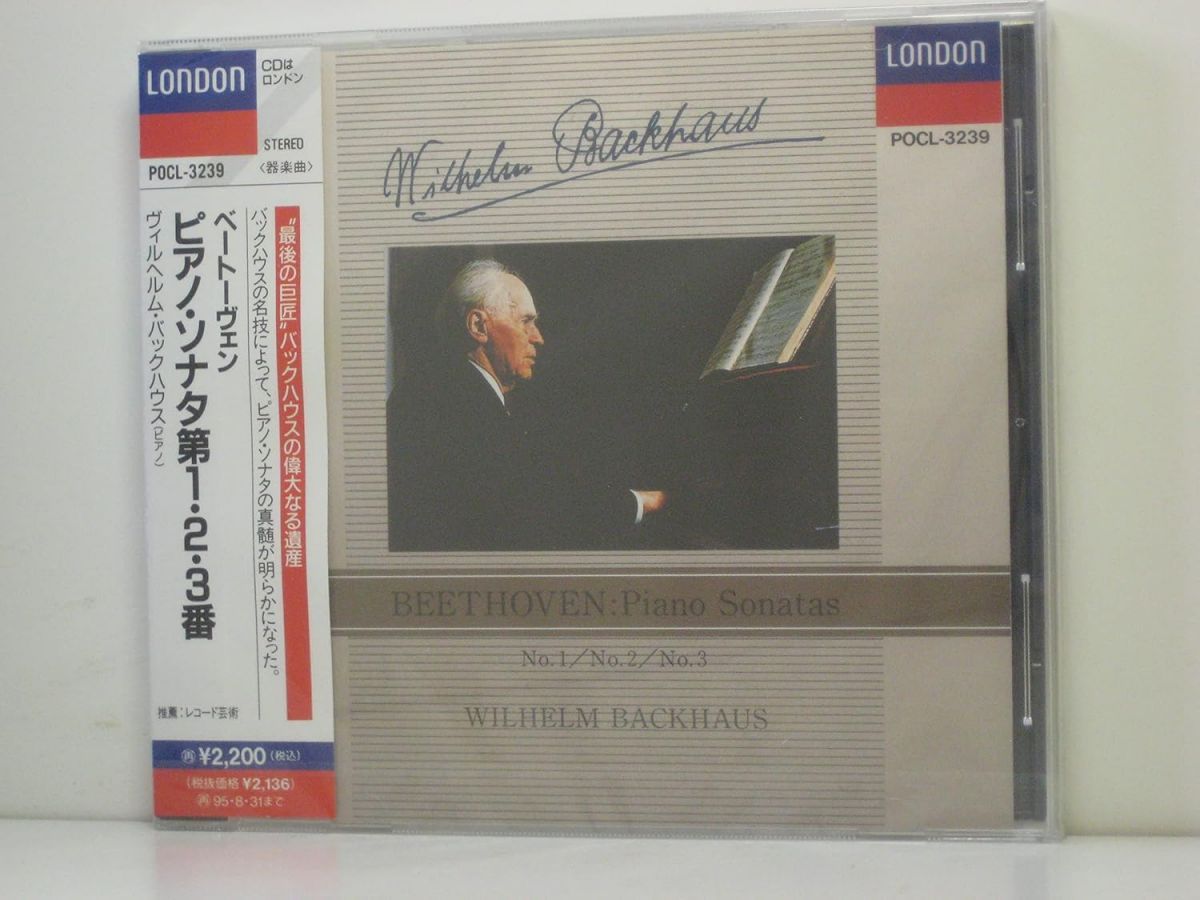 LONDON
CDは
ロンドン
STEREO
POCL-3239
〈器楽曲〉
"最後の巨匠"バックハウスの偉大なる遺産
バックハウスの名技によって、ピアノ・ソナタの真髄が明らかになった。
ベートーヴェン
ピアノ・ソナタ第1・2・3番
ヴィルヘルム・バックハウス(ピアノ)
推薦:レコード芸術
再 ¥2,200(税込)
(税抜価格 ¥2,136)
再 95・8・31まで
Wilhelm Backhaus
LONDON
POCL-3239
BEETHOVEN:Piano Sonatas
No.1/No.2/No.3
WILHELM BACKHAUS